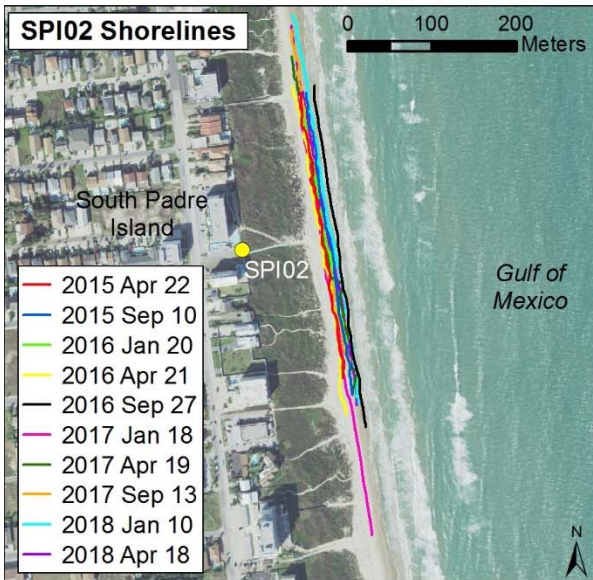 SPI02 Shorelines
0 100 200
Meters
South Padre
Island
SPI02
Gulf of
Mexico
2015 Apr 22
2015 Sep 10
2016 Jan 20
2016 Apr 21
2016 Sep 27
2017 Jan 18
2017 Apr 19
2017 Sep 13
2018 Jan 10
2018 Apr 18
N